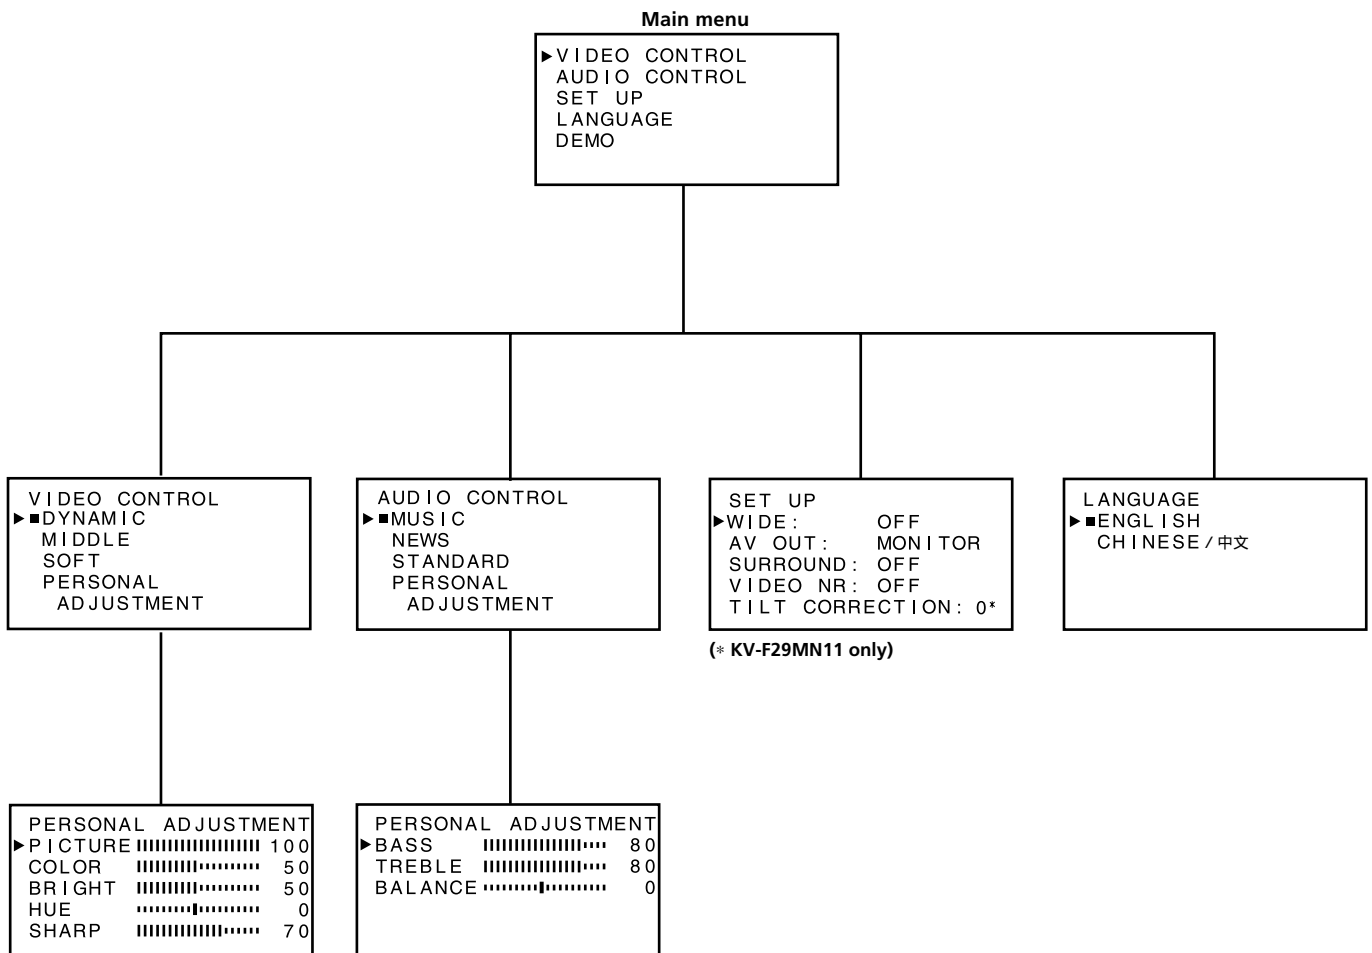 Main menu
▶VIDEO CONTROL
AUDIO CONTROL
SET UP
LANGUAGE
DEMO
VIDEO CONTROL
▶■DYNAMIC
MIDDLE
SOFT
PERSONAL
ADJUSTMENT
AUDIO CONTROL
▶■MUSIC
NEWS
STANDARD
PERSONAL
ADJUSTMENT
SET UP
▶WIDE: OFF
AV OUT: MONITOR
SURROUND: OFF
VIDEO NR: OFF
TILT CORRECTION: 0*
(* KV-F29MN11 only)
LANGUAGE
▶■ENGLISH
CHINESE/中文
PERSONAL ADJUSTMENT
▶PICTURE 100
COLOR 50
BRIGHT 50
HUE 0
SHARP 70
PERSONAL ADJUSTMENT
▶BASS 80
TREBLE 80
BALANCE 0